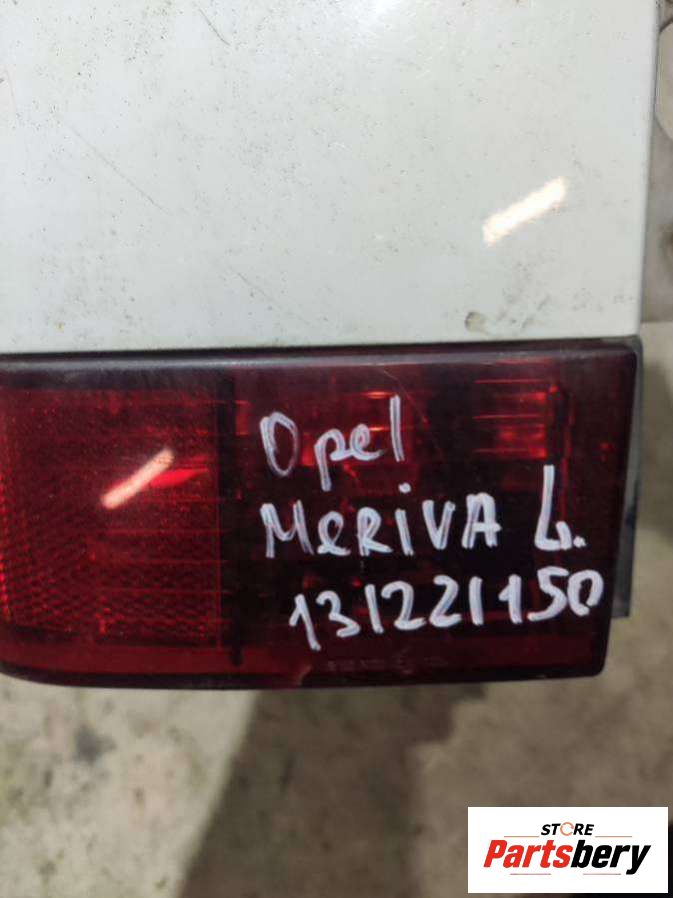 Opel
MERIVA L.
131221150
STORE
Partsbery